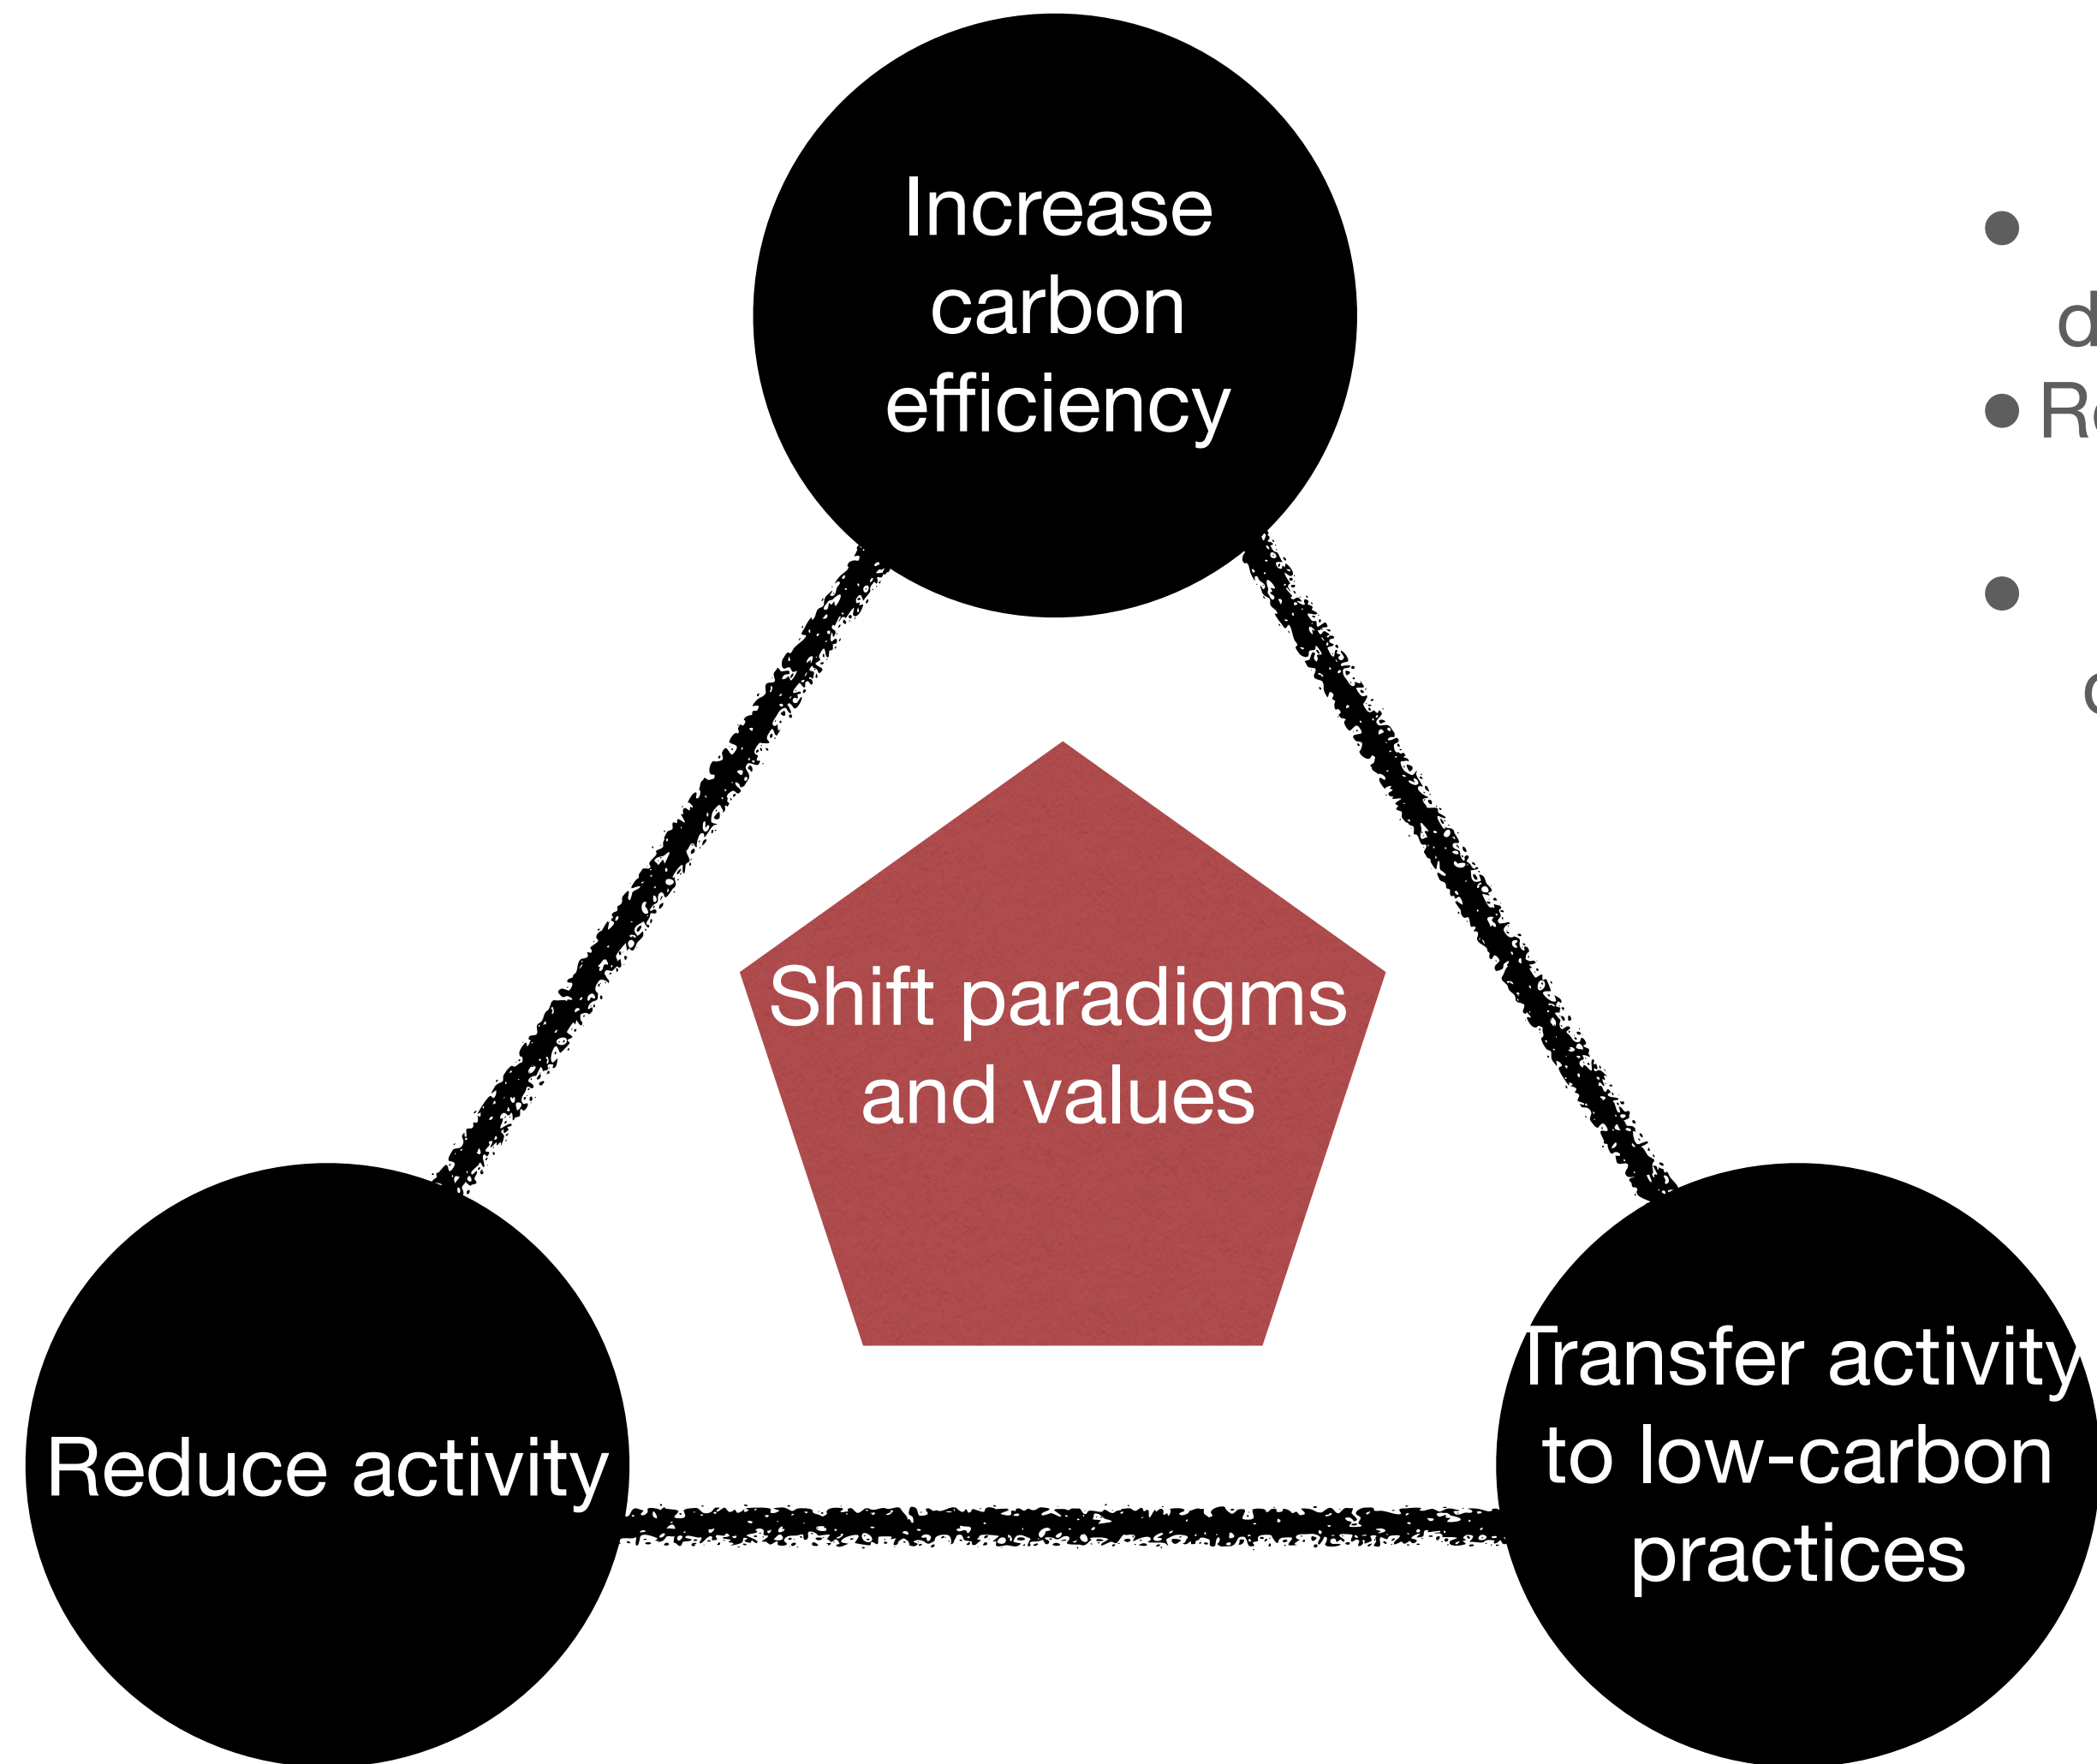 Increase
carbon
efficiency
Shift paradigms
and values
Reduce activity
Transfer activity
to low-carbon
practices